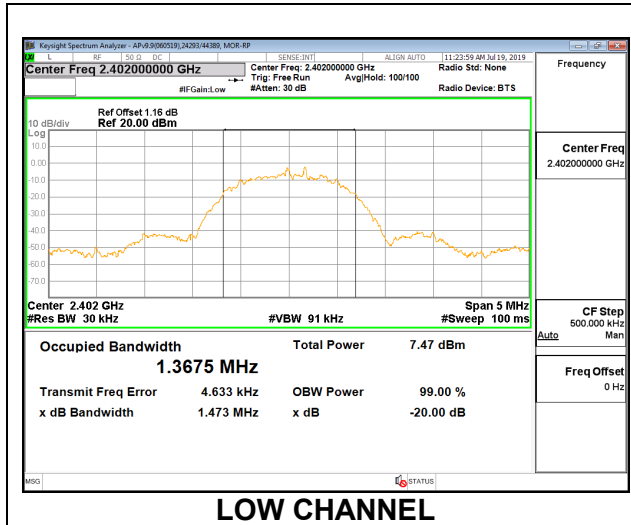 Keysight Spectrum Analyzer - APv9.9(060519),24293/44389, MOR-RP
LXI L RF 50 Ω DC SENSE:INT ALIGN AUTO 11:23:59 AM Jul 19, 2019
Center Freq 2.402000000 GHz
Center Freq: 2.402000000 GHz Radio Std: None
Trig: Free Run Avg|Hold: 100/100
#IFGain:Low #Atten: 30 dB Radio Device: BTS
Ref Offset 1.16 dB
10 dB/div Ref 20.00 dBm
Log
10.0
0.00
-10.0
-20.0
-30.0
-40.0
-50.0
-60.0
-70.0
Center 2.402 GHz Span 5 MHz
#Res BW 30 kHz #VBW 91 kHz #Sweep 100 ms
Occupied Bandwidth Total Power 7.47 dBm
1.3675 MHz
Transmit Freq Error 4.633 kHz OBW Power 99.00 %
x dB Bandwidth 1.473 MHz x dB -20.00 dB
Frequency
Center Freq
2.402000000 GHz
CF Step
500.000 kHz
Auto Man
Freq Offset
0 Hz
MSG STATUS
LOW CHANNEL